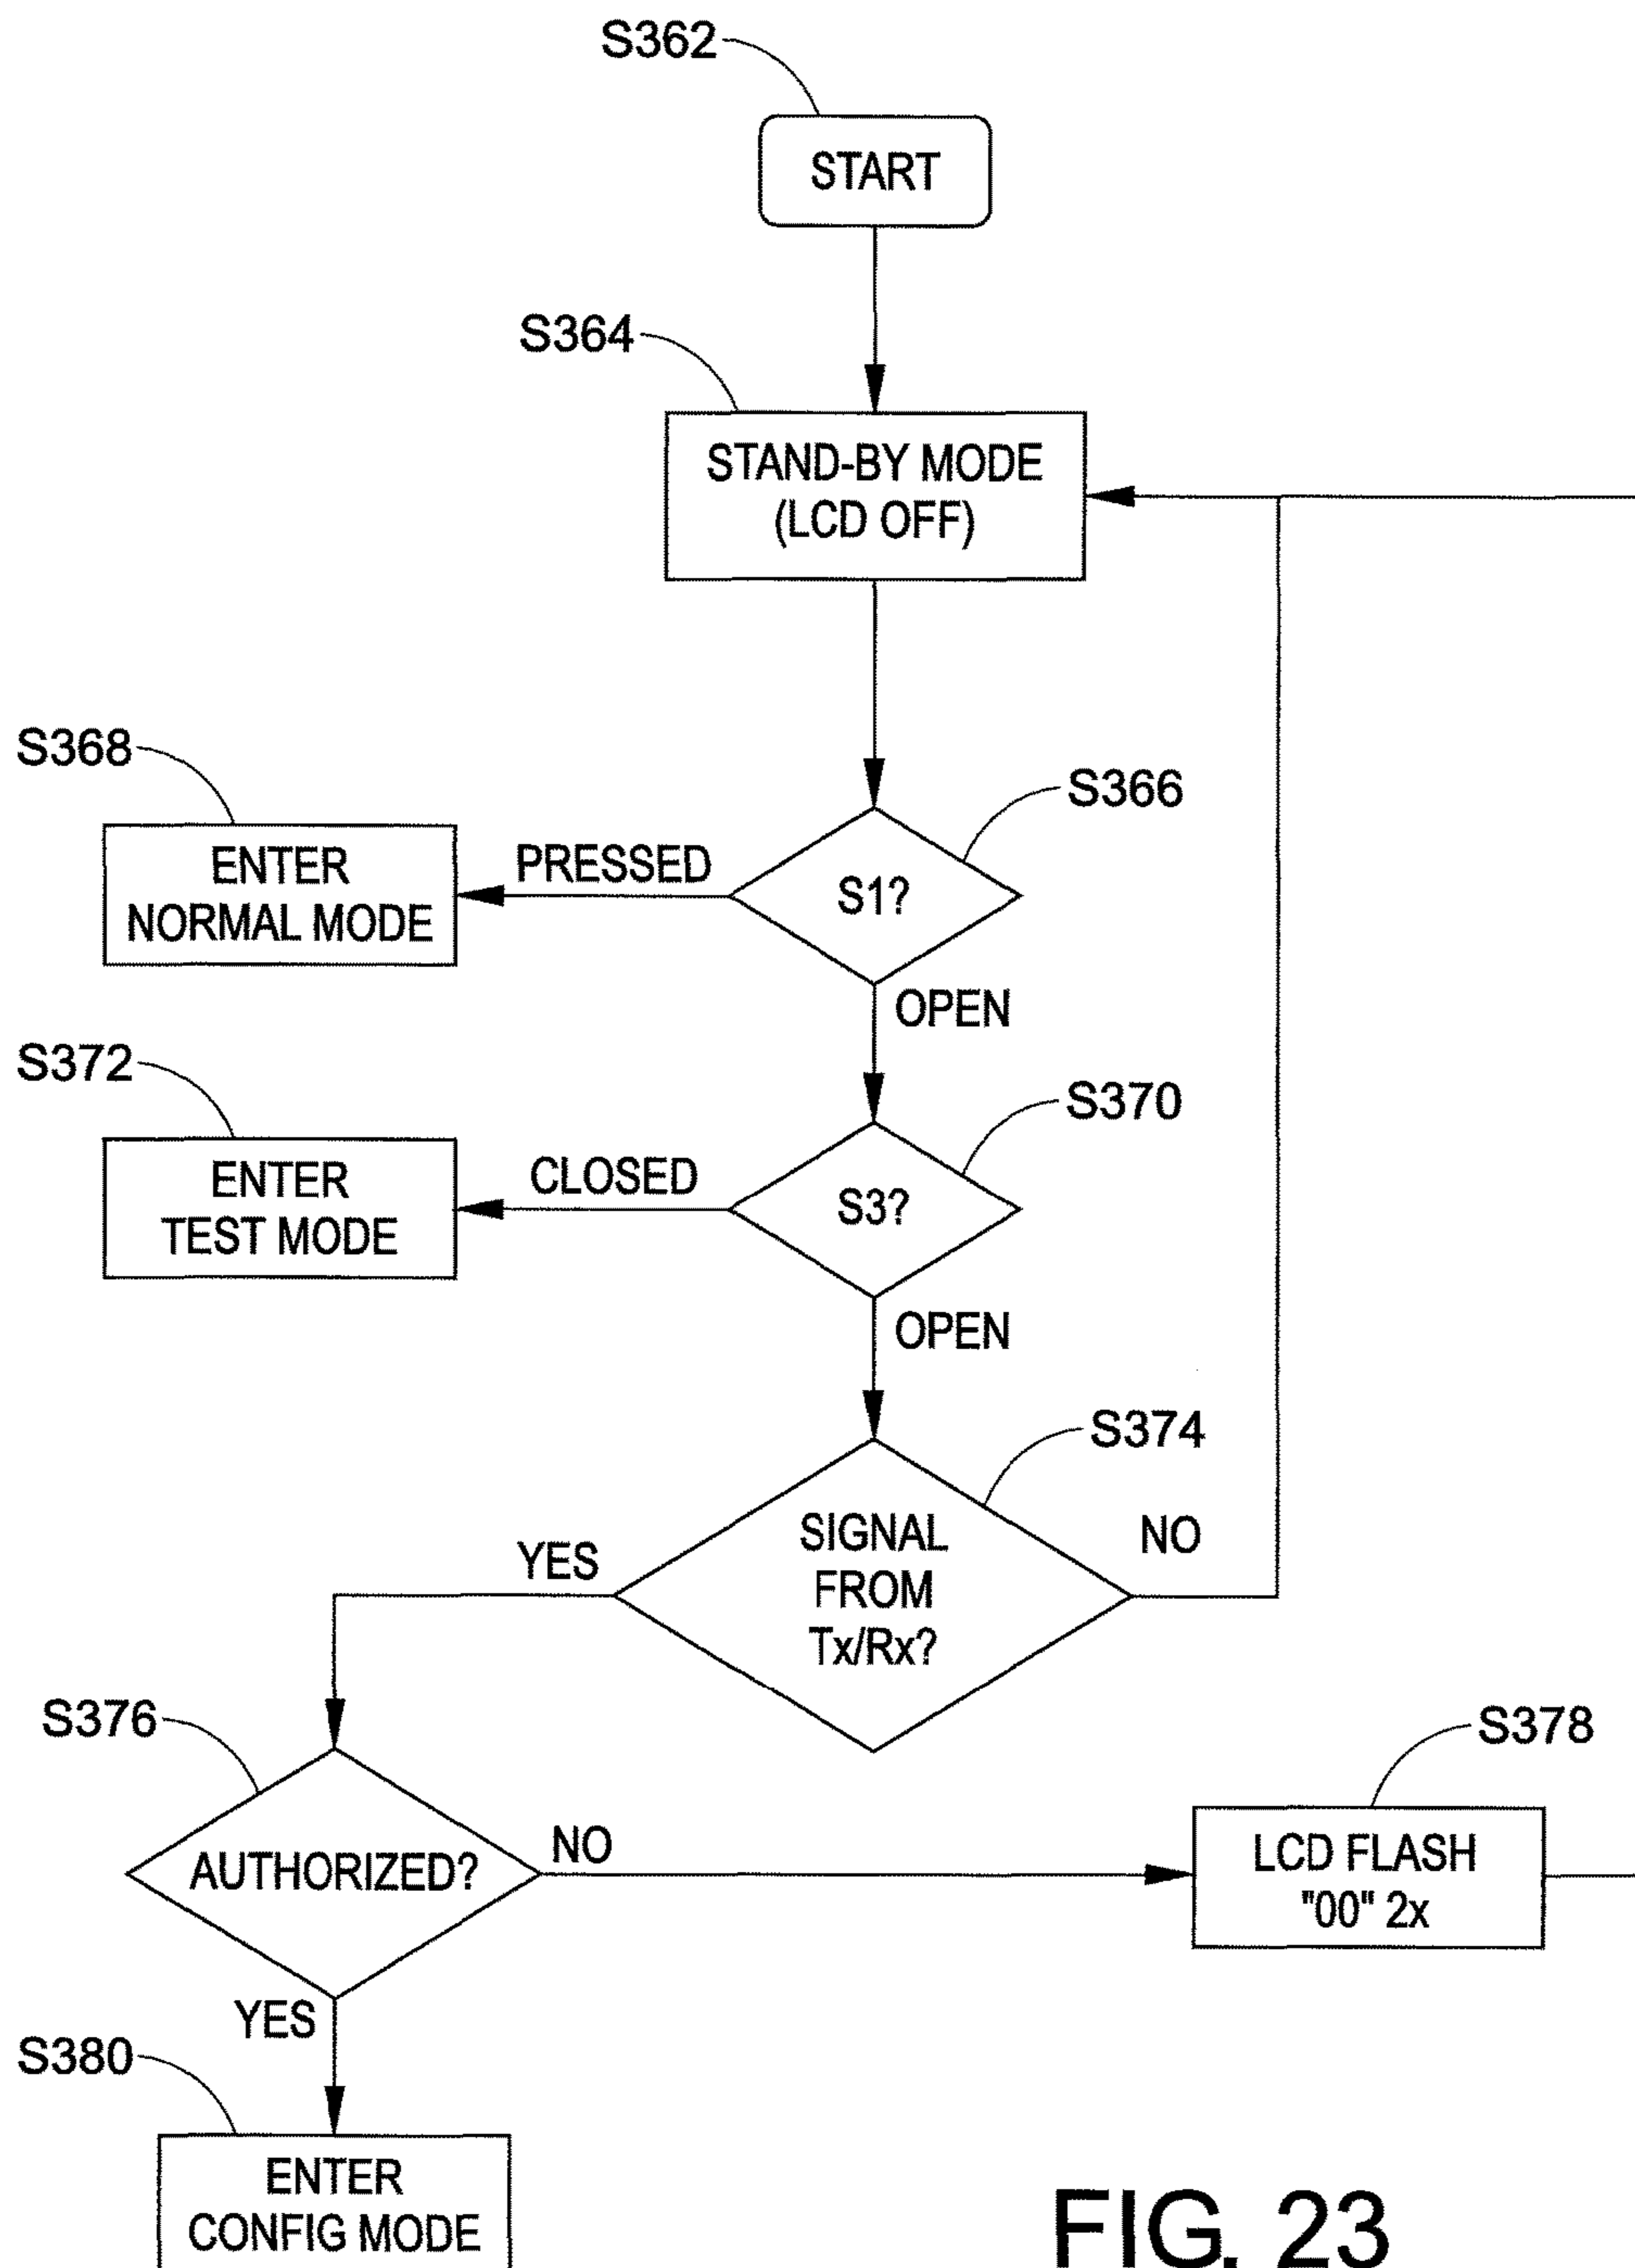 S362
START
S364
STAND-BY MODE
(LCD OFF)
S368
S366
ENTER
NORMAL MODE
PRESSED
S1?
OPEN
S372
S370
ENTER
TEST MODE
CLOSED
S3?
OPEN
S374
YES
SIGNAL
FROM
Tx/Rx?
NO
S376
S378
AUTHORIZED?
NO
LCD FLASH
"00" 2x
YES
S380
ENTER
CONFIG MODE
FIG. 23